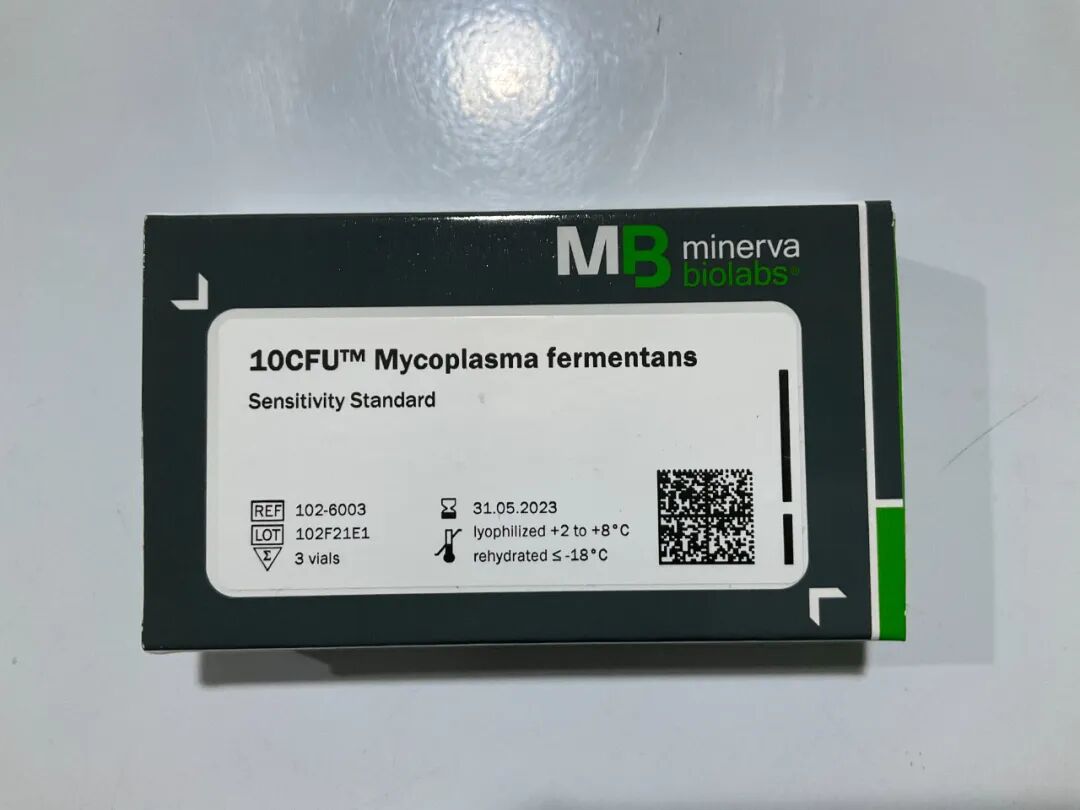 MB minerva
biolabs®
10CFU™ Mycoplasma fermentans
Sensitivity Standard
REF 102-6003
LOT 102F21E1
Σ 3 vials
31.05.2023
lyophilized +2 to +8°C
rehydrated ≤ -18°C